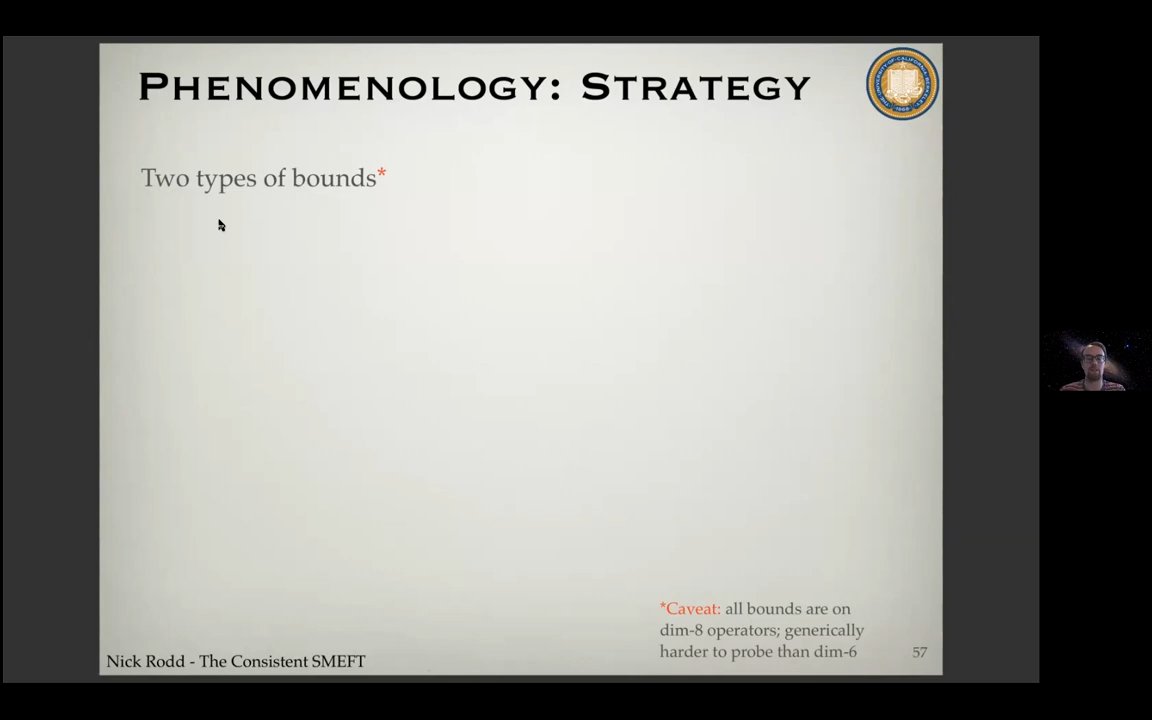 PHENOMENOLOGY: STRATEGY
Two types of bounds*
*Caveat: all bounds are on
dim-8 operators; generically
harder to probe than dim-6
Nick Rodd - The Consistent SMEFT
57